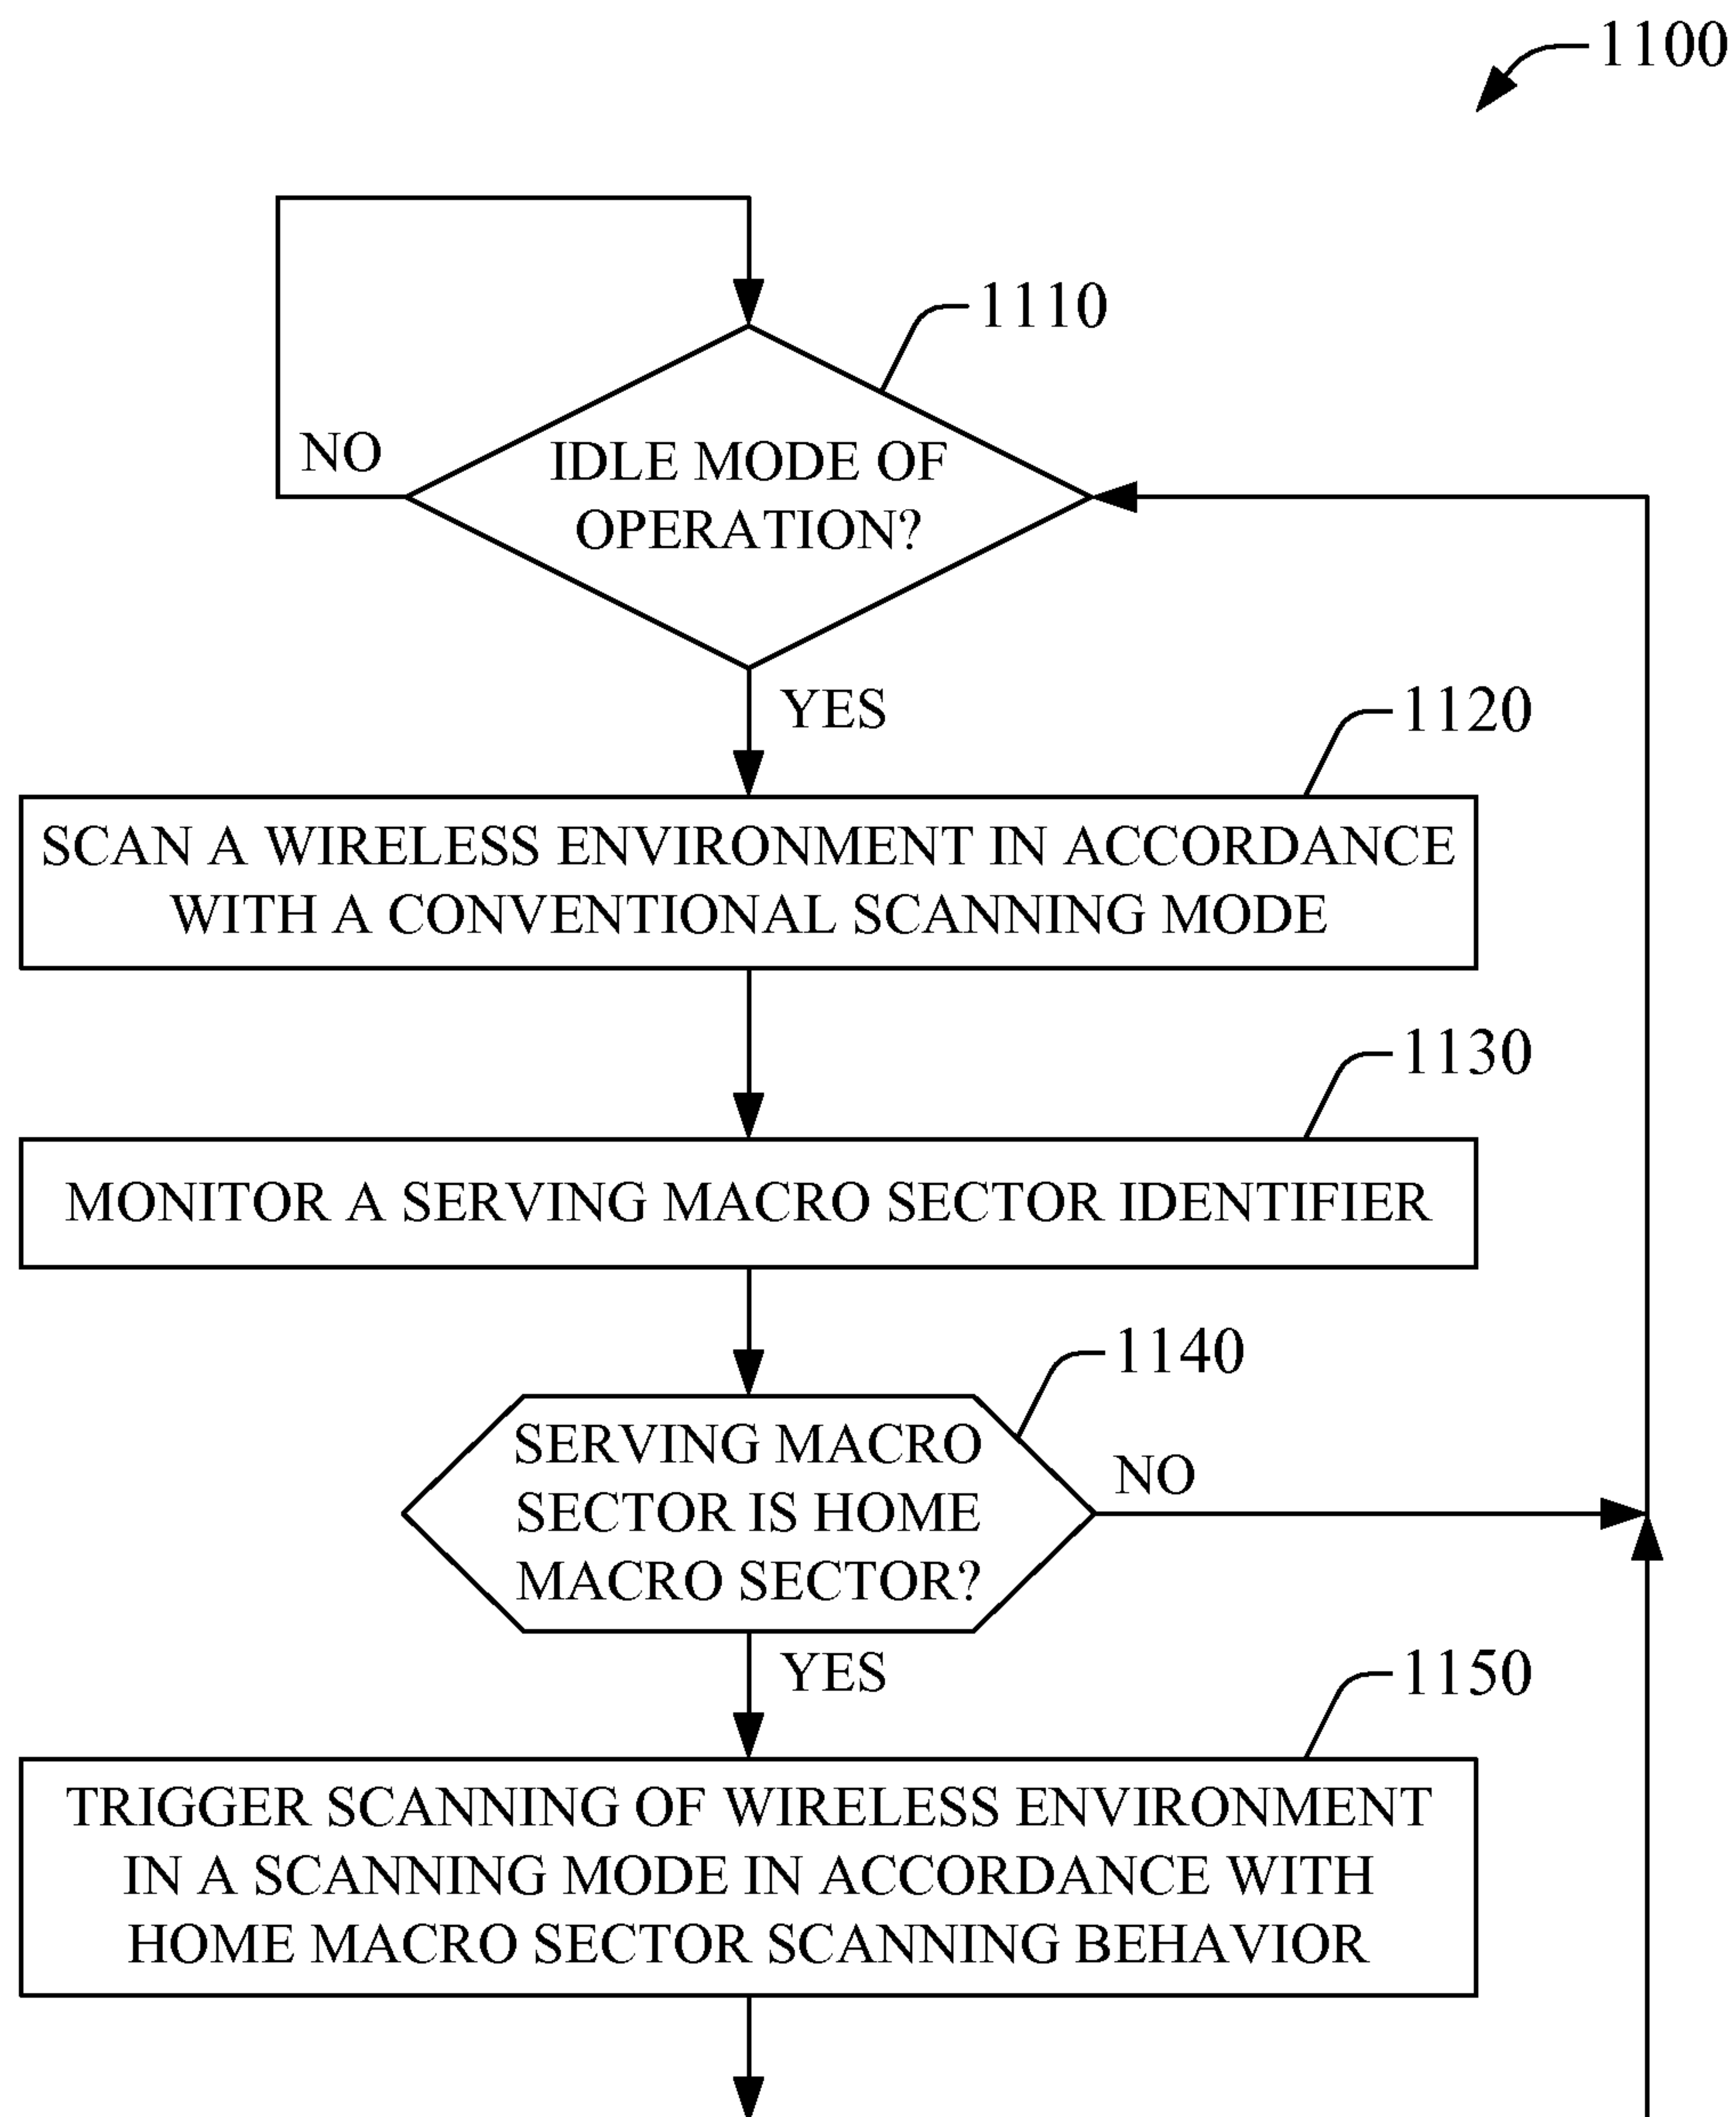 1100
1110
NO
IDLE MODE OF
OPERATION?
YES
1120
SCAN A WIRELESS ENVIRONMENT IN ACCORDANCE
WITH A CONVENTIONAL SCANNING MODE
1130
MONITOR A SERVING MACRO SECTOR IDENTIFIER
1140
SERVING MACRO
SECTOR IS HOME
MACRO SECTOR?
NO
YES
1150
TRIGGER SCANNING OF WIRELESS ENVIRONMENT
IN A SCANNING MODE IN ACCORDANCE WITH
HOME MACRO SECTOR SCANNING BEHAVIOR